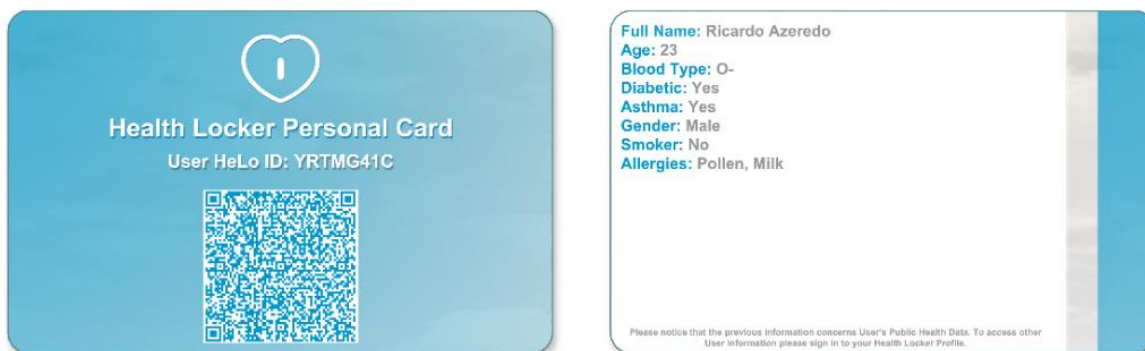 Health Locker Personal Card
User HeLo ID: YRTMG41C
Full Name: Ricardo Azeredo
Age: 23
Blood Type: O-
Diabetic: Yes
Asthma: Yes
Gender: Male
Smoker: No
Allergies: Pollen, Milk
Please notice that the previous information concerns User's Public Health Data. To access other
User information please sign in to your Health Locker Profile.